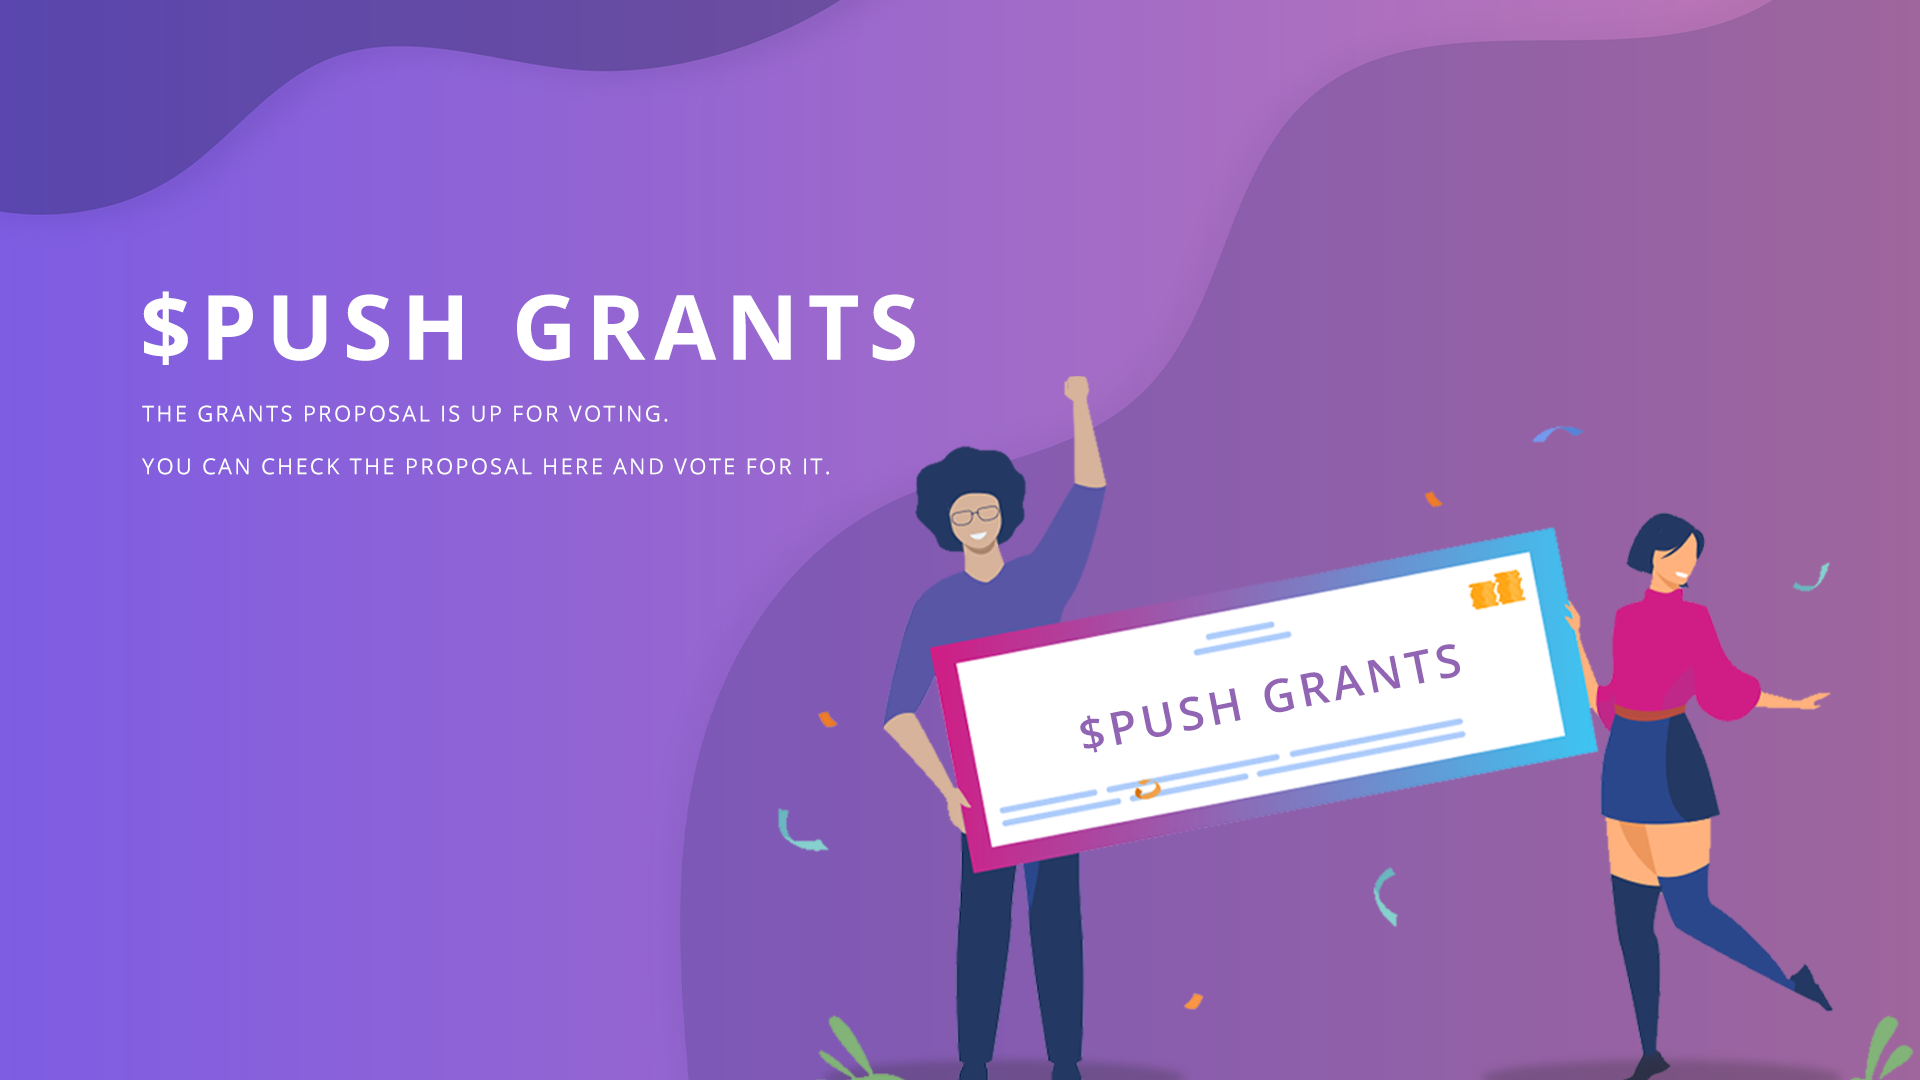 $PUSH GRANTS
THE GRANTS PROPOSAL IS UP FOR VOTING.
YOU CAN CHECK THE PROPOSAL HERE AND VOTE FOR IT.
$PUSH GRANTS